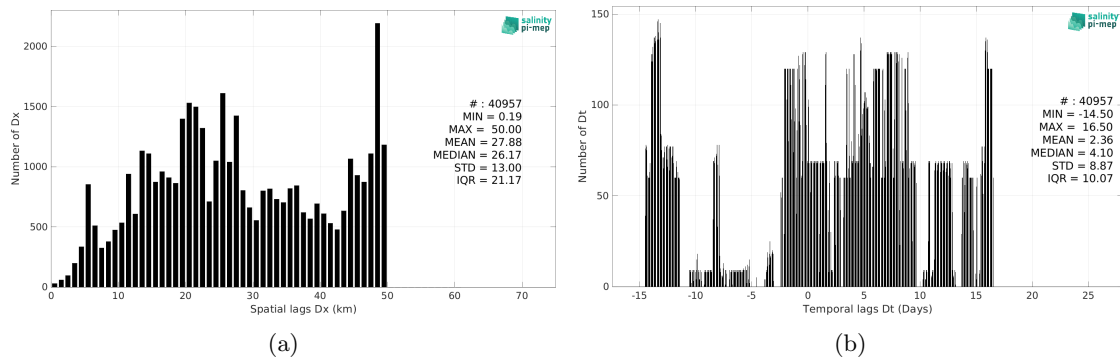 salinity
pi-mep
2000
1500
1000
500
0
Number of Dx
# : 40957
MIN = 0.19
MAX = 50.00
MEAN = 27.88
MEDIAN = 26.17
STD = 13.00
IQR = 21.17
0 10 20 30 40 50 60 70
Spatial lags Dx (km)
(a)
salinity
pi-mep
150
100
50
0
Number of Dt
# : 40957
MIN = -14.50
MAX = 16.50
MEAN = 2.36
MEDIAN = 4.10
STD = 8.87
IQR = 10.07
-15 -10 -5 0 5 10 15 20 25
Temporal lags Dt (Days)
(b)